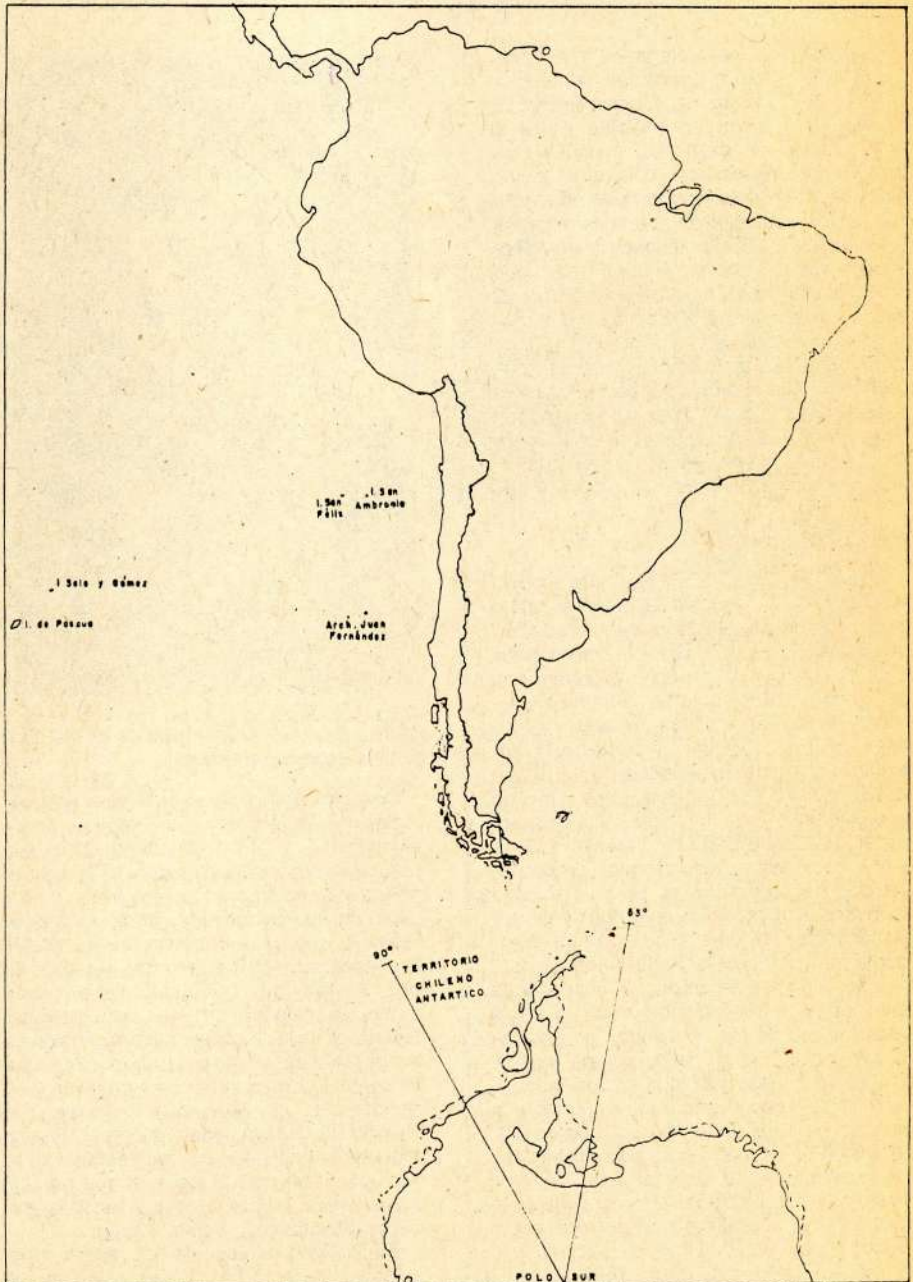 I. San
Félix
I. San
Ambrosio
I Sala y Gómez
I. de Pascua
Arch. Juan
Fernández
53°
90°
TERRITORIO
CHILENO
ANTARTICO
POLO SUR